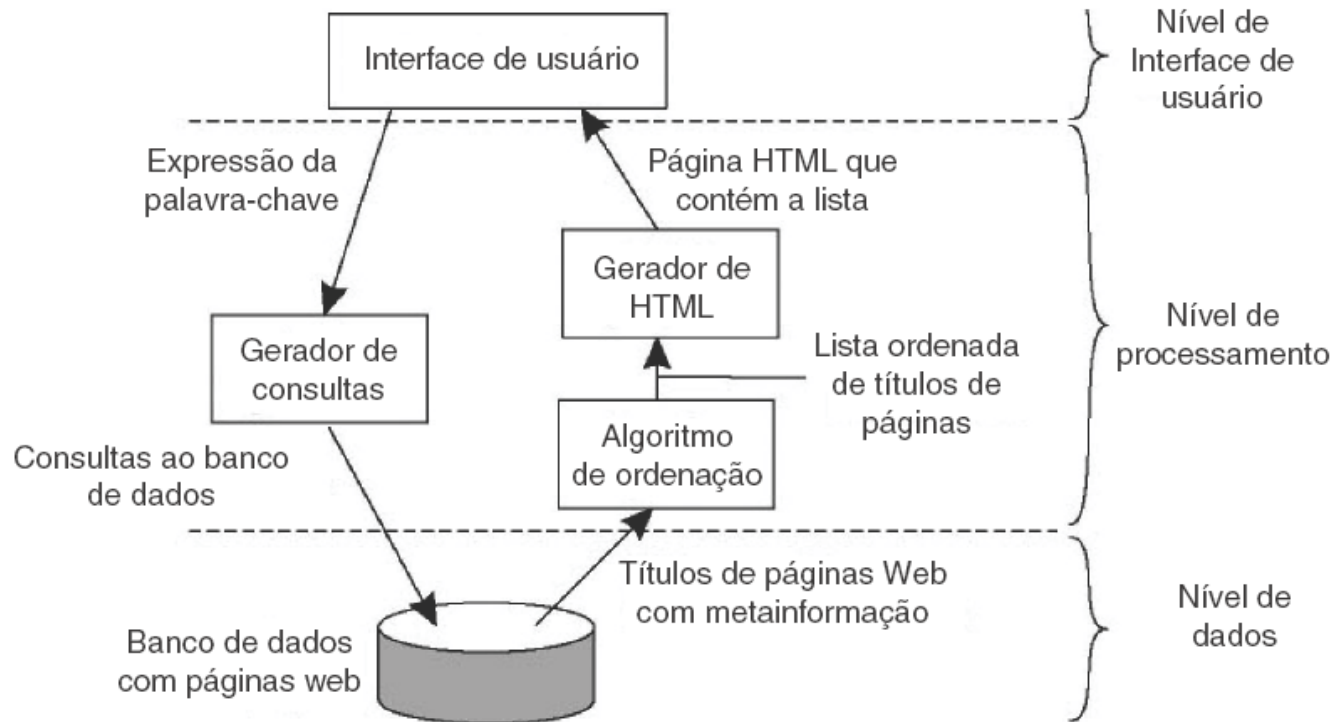 Interface de usuário
Nível de
Interface de
usuário
Expressão da
palavra-chave
Página HTML que
contém a lista
Gerador de
HTML
Gerador de
consultas
Lista ordenada
de títulos de
páginas
Nível de
processamento
Algoritmo
de ordenação
Consultas ao banco
de dados
Títulos de páginas Web
com metainformação
Banco de dados
com páginas web
Nível de
dados